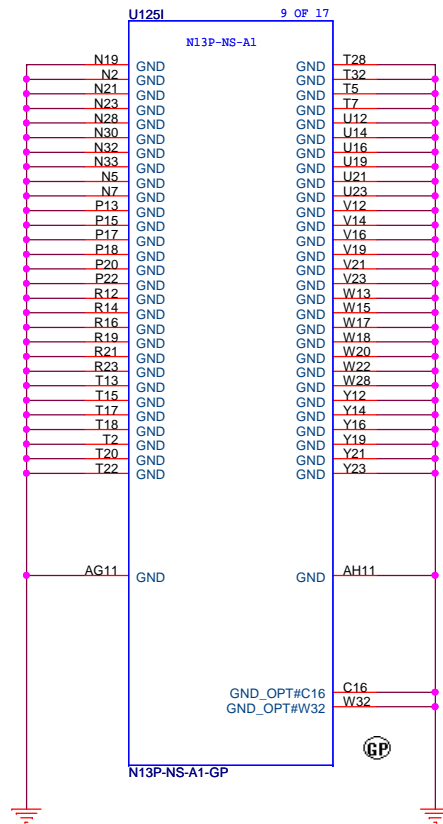 U125I 9 OF 17
N13P-NS-A1
N19 GND GND T28
N2 GND GND T32
N21 GND GND T5
N23 GND GND T7
N28 GND GND U12
N30 GND GND U14
N32 GND GND U16
N33 GND GND U19
N5 GND GND U21
N7 GND GND U23
P13 GND GND V12
P15 GND GND V14
P17 GND GND V16
P18 GND GND V19
P20 GND GND V21
P22 GND GND V23
R12 GND GND W13
R14 GND GND W15
R16 GND GND W17
R19 GND GND W18
R21 GND GND W20
R23 GND GND W22
T13 GND GND W28
T15 GND GND Y12
T17 GND GND Y14
T18 GND GND Y16
T2 GND GND Y19
T20 GND GND Y21
T22 GND GND Y23
AG11 GND GND AH11
GND_OPT#C16 C16
GND_OPT#W32 W32
GP
N13P-NS-A1-GP